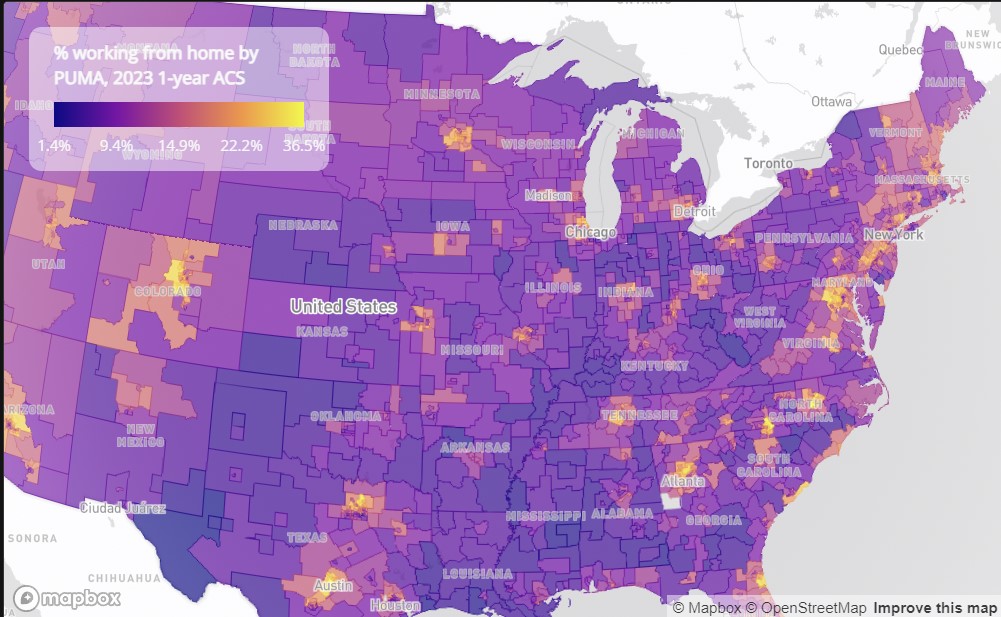 ONTARIO
NEW
BRUNSWICK
% working from home by
PUMA, 2023 1-year ACS
1.4% 9.4% 14.9% 22.2% 36.5%
MONTANA
NORTH
DAKOTA
Quebec
MAINE
IDAHO
MINNESOTA
Ottawa
SOUTH
DAKOTA
WYOMING
WISCONSIN
MICHIGAN
VERMONT
Toronto
MASSACHUSETTS
Madison
Detroit
NEBRASKA
IOWA
Chicago
PENNSYLVANIA
New York
UTAH
COLORADO
ILLINOIS
INDIANA
OHIO
MARYLAND
United States
KANSAS
WEST
VIRGINIA
MISSOURI
VIRGINIA
KENTUCKY
ARIZONA
NEW
MEXICO
OKLAHOMA
TENNESSEE
NORTH
CAROLINA
ARKANSAS
SOUTH
CAROLINA
Atlanta
Ciudad Juárez
MISSISSIPPI
ALABAMA
GEORGIA
SONORA
TEXAS
CHIHUAHUA
LOUISIANA
Austin
Houston
mapbox
© Mapbox © OpenStreetMap Improve this map